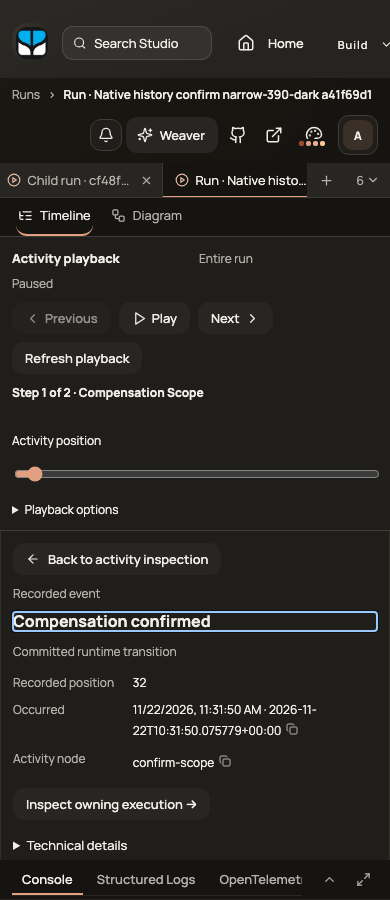 Search Studio
Home
Build
Runs
Run · Native history confirm narrow-390-dark a41f69d1
Weaver
A
Child run · cf48f...
Run · Native histo...
6
Timeline
Diagram
Activity playback
Entire run
Paused
Previous
Play
Next
Refresh playback
Step 1 of 2 · Compensation Scope
Activity position
Playback options
Back to activity inspection
Recorded event
Compensation confirmed
Committed runtime transition
Recorded position 32
Occurred 11/22/2026, 11:31:50 AM · 2026-11-
22T10:31:50.075779+00:00
Activity node confirm-scope
Inspect owning execution →
Technical details
Console
Structured Logs
OpenTelemet